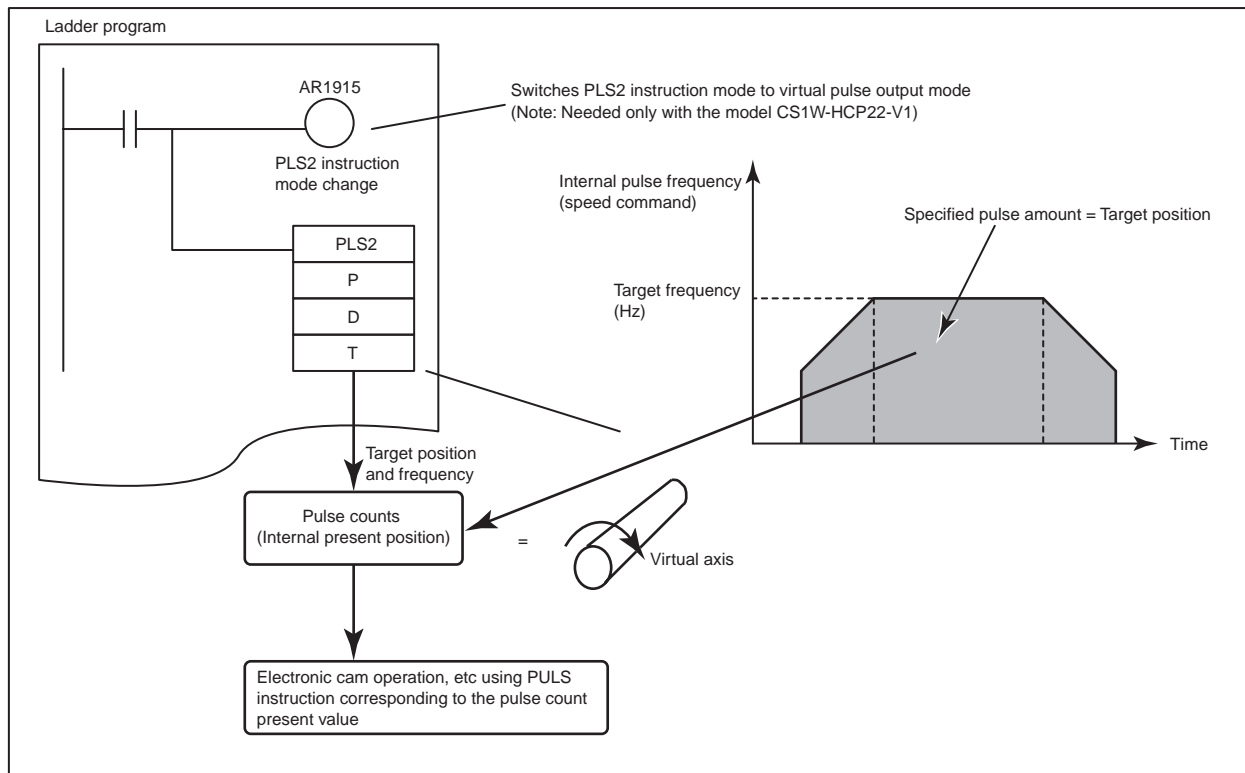 Ladder program
AR1915
PLS2 instruction
mode change
Switches PLS2 instruction mode to virtual pulse output mode
(Note: Needed only with the model CS1W-HCP22-V1)
PLS2
P
D
T
Internal pulse frequency
(speed command)
Specified pulse amount = Target position
Target frequency
(Hz)
Time
Target position
and frequency
Pulse counts
(Internal present position)
=
Virtual axis
Electronic cam operation, etc using PULS
instruction corresponding to the pulse count
present value